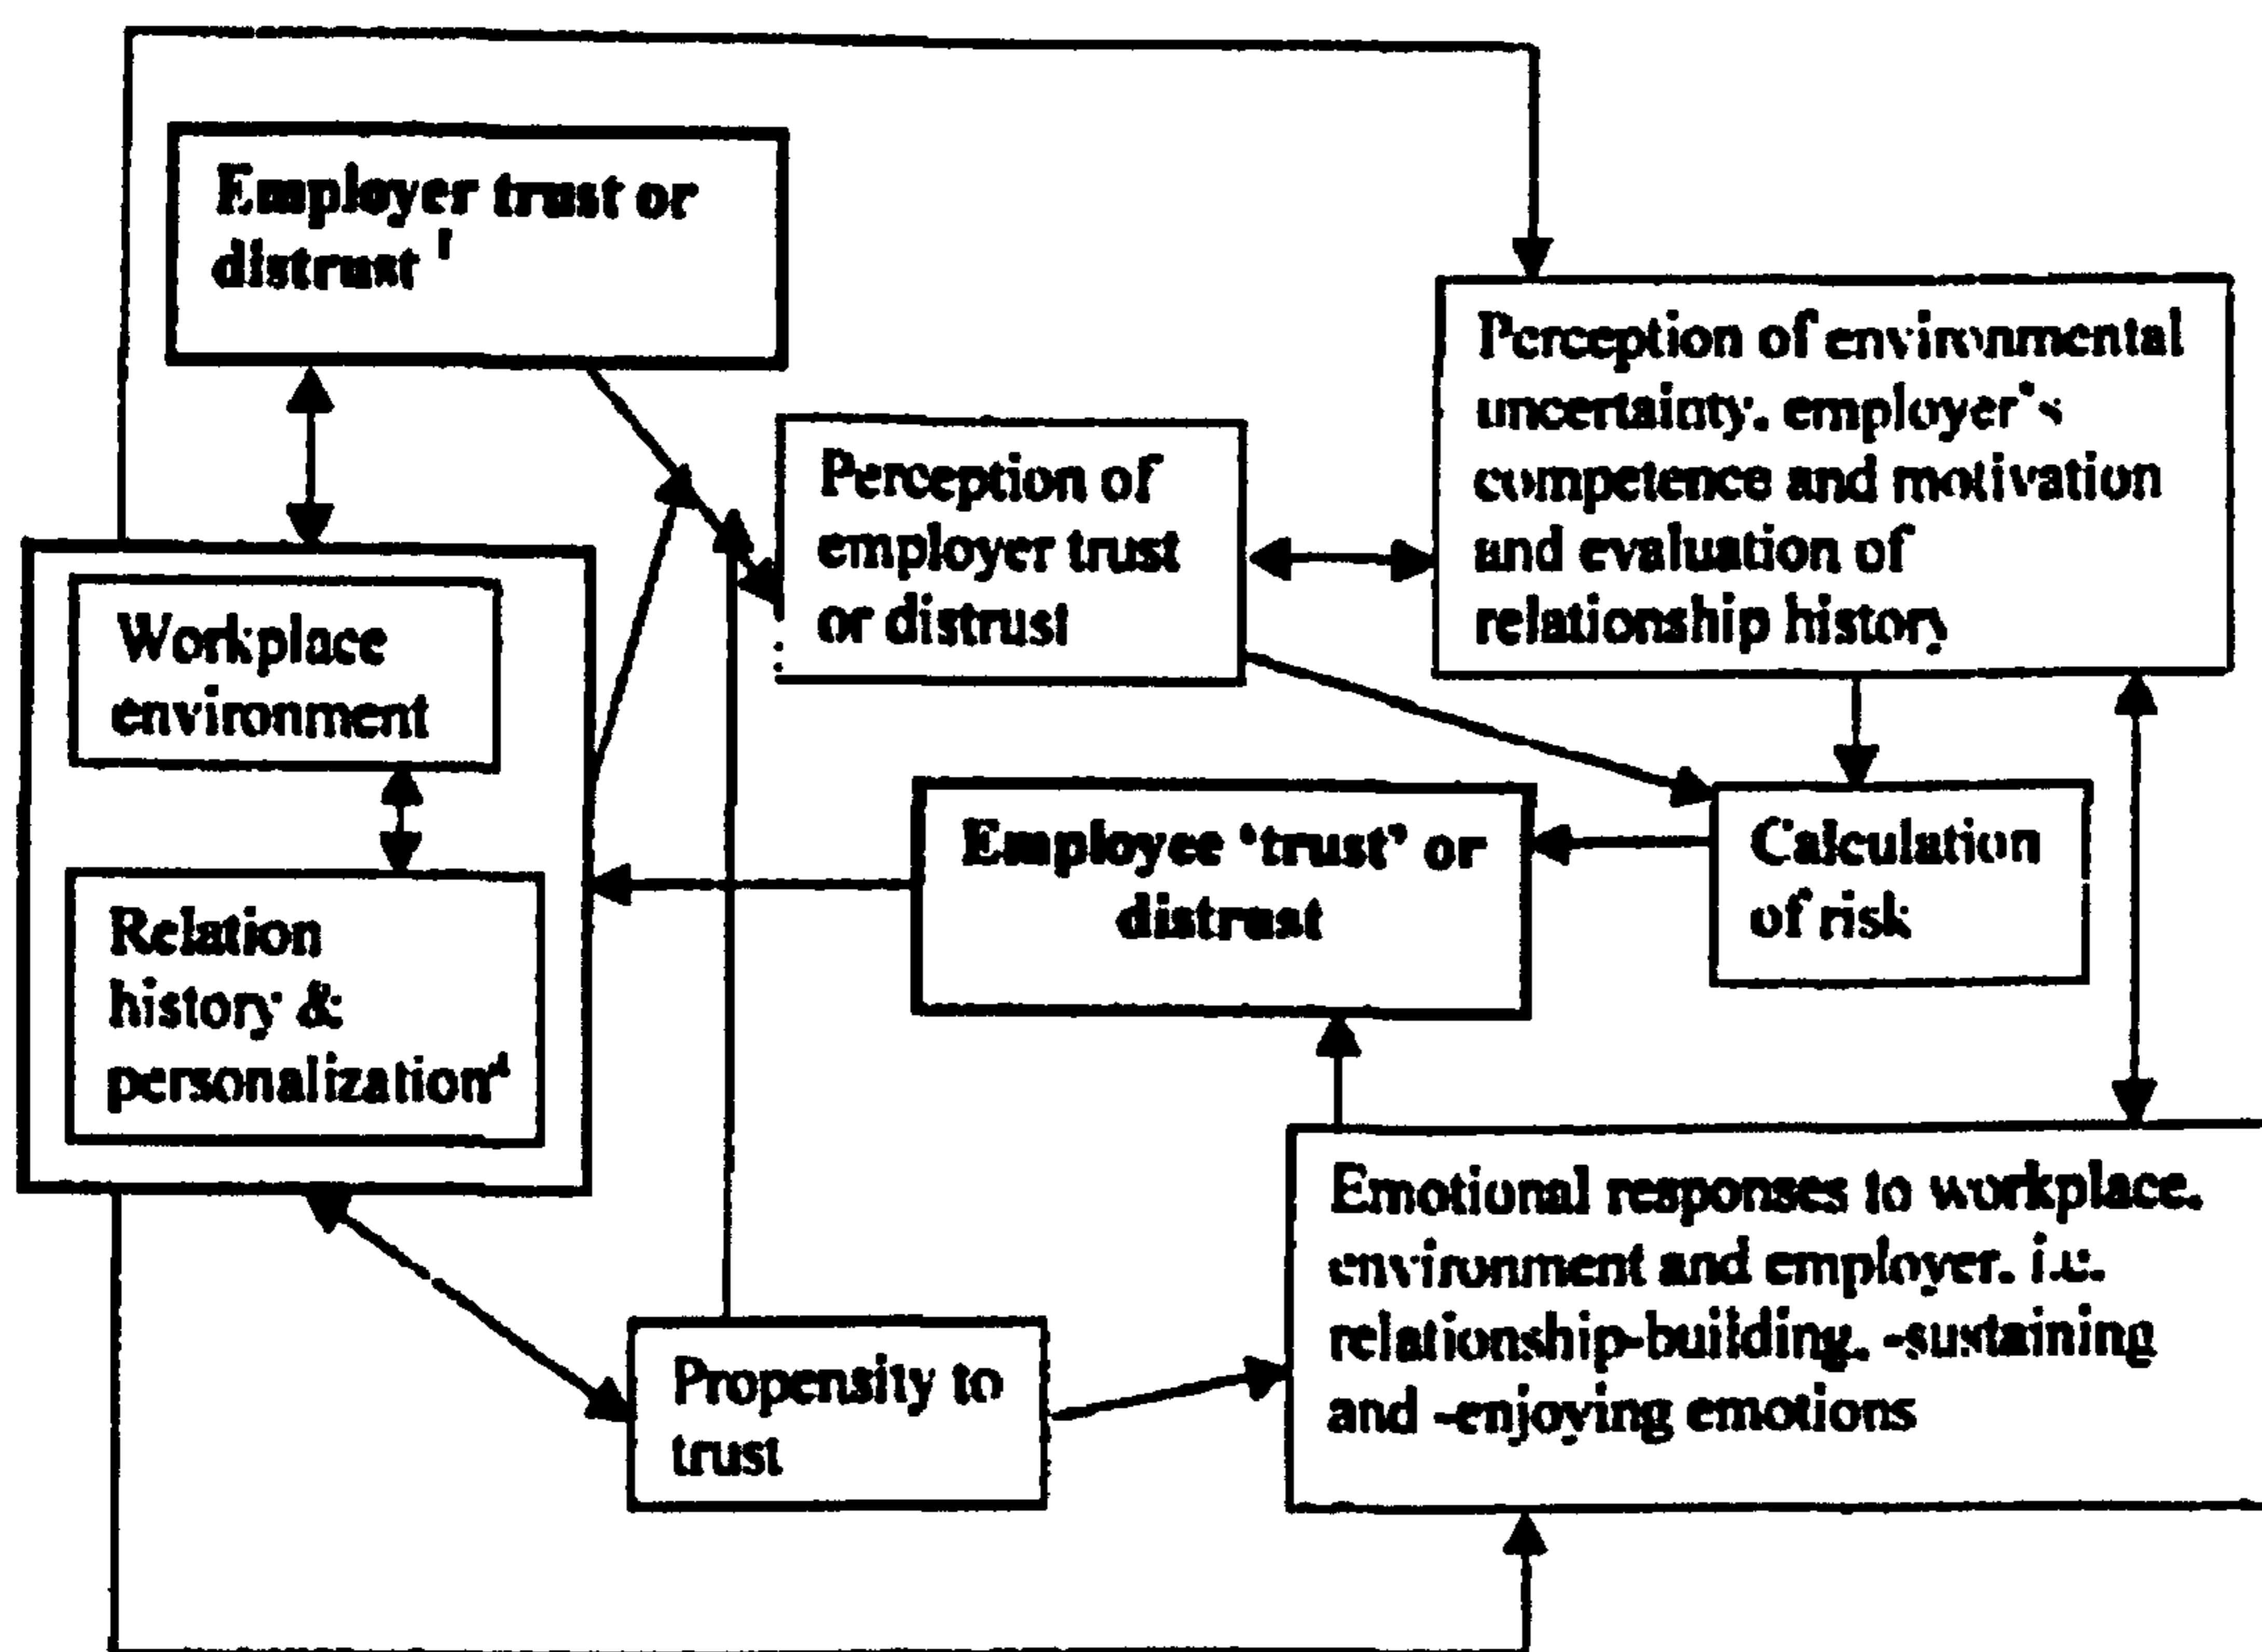 Employer trust or
distrust 1
Perception of environmental
uncertainty, employer's
competence and motivation
and evaluation of
relationship history
Perception of
employer trust
or distrust
Workplace
environment
Employee 'trust' or
distrust
Calculation
of risk
Relation
history &
personalization
Emotional responses to workplace,
environment and employer, i.e.
relationship-building, -sustaining
and -enjoying emotions
Propensity to
trust